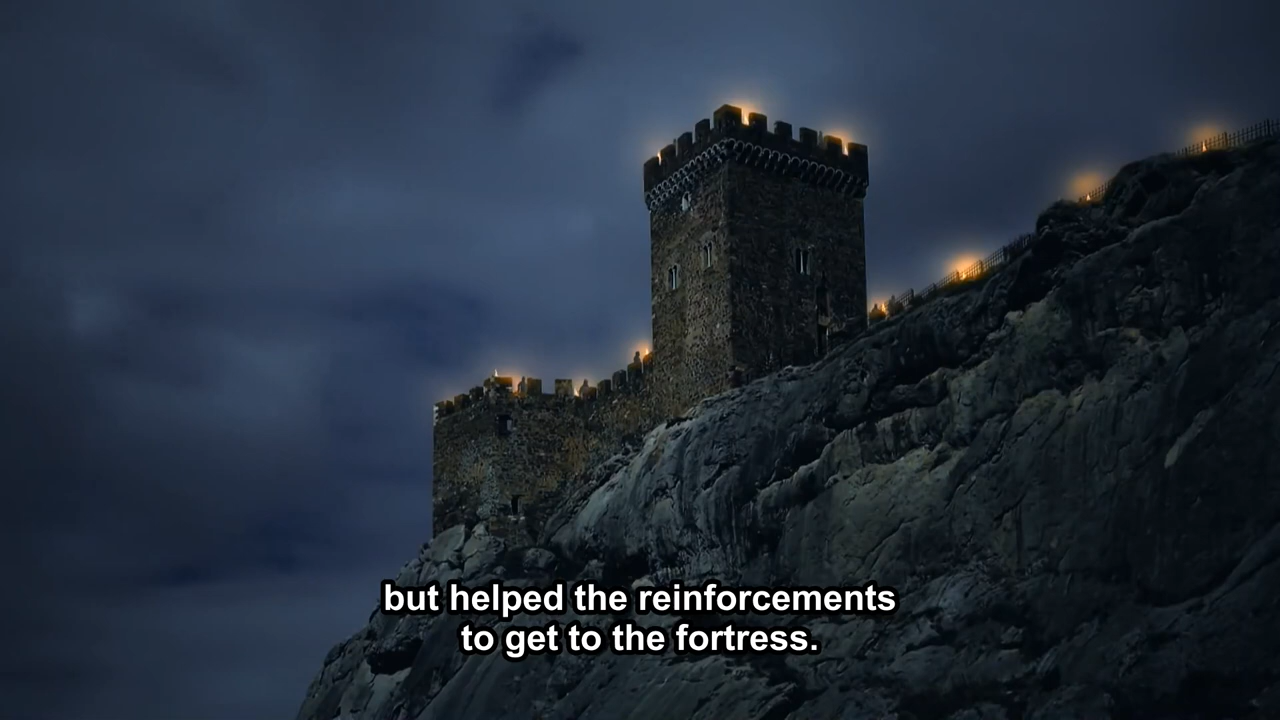 but helped the reinforcements
to get to the fortress.